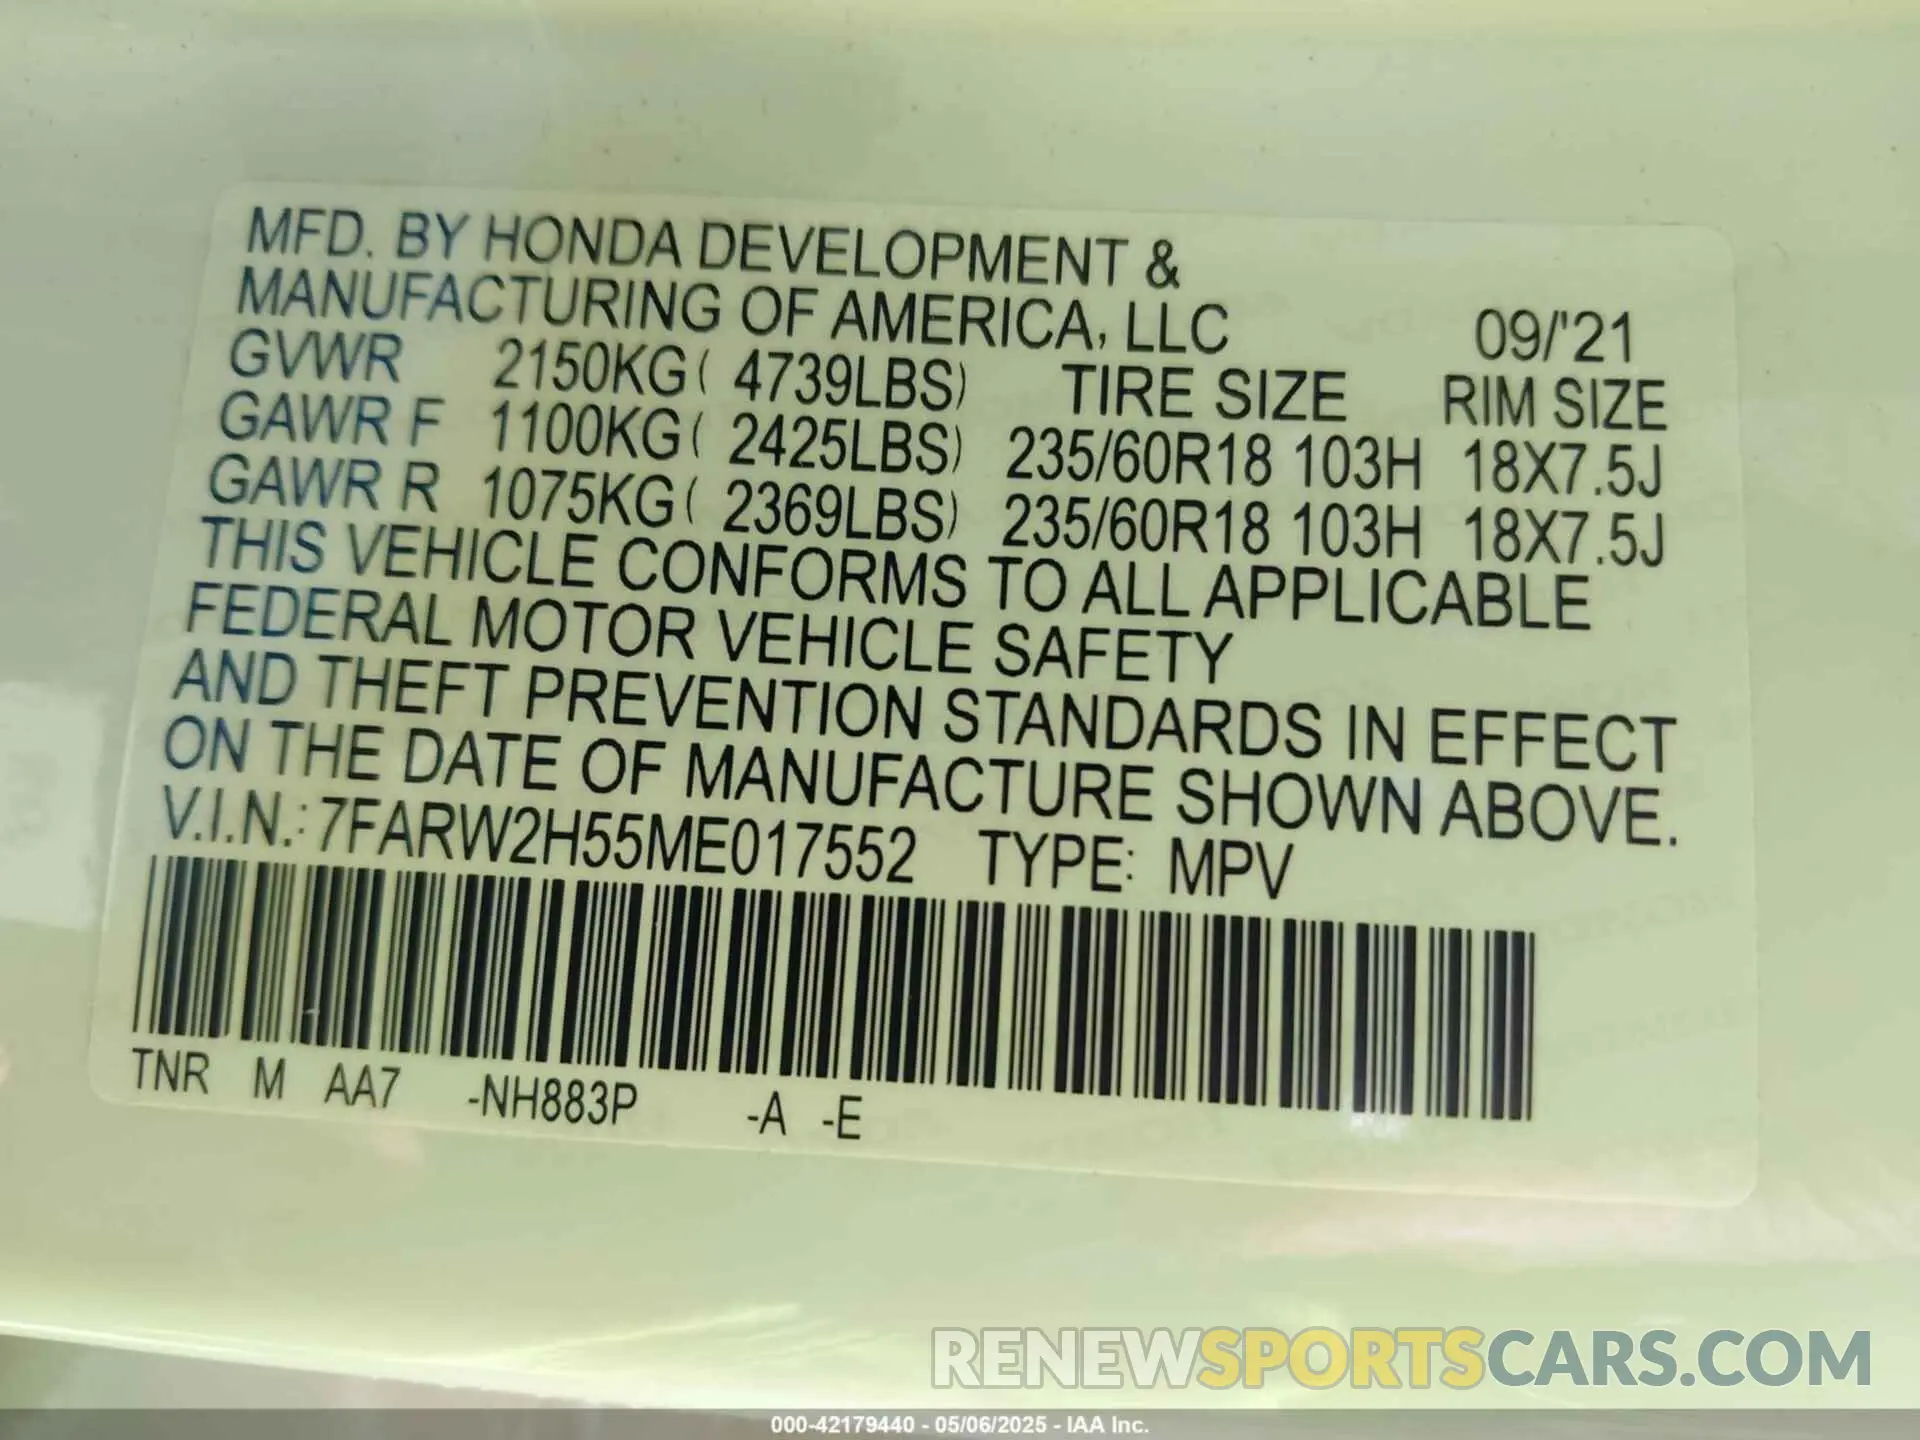 MFD. BY HONDA DEVELOPMENT &
MANUFACTURING OF AMERICA, LLC 09/'21
GVWR 2150KG( 4739LBS) TIRE SIZE RIM SIZE
GAWR F 1100KG( 2425LBS) 235/60R18 103H 18X7.5J
GAWR R 1075KG( 2369LBS) 235/60R18 103H 18X7.5J
THIS VEHICLE CONFORMS TO ALL APPLICABLE
FEDERAL MOTOR VEHICLE SAFETY
AND THEFT PREVENTION STANDARDS IN EFFECT
ON THE DATE OF MANUFACTURE SHOWN ABOVE.
V.I.N.: 7FARW2H55ME017552 TYPE: MPV
TNR M AA7 -NH883P -A -E
RENEWSPORTSCARS.COM
000-42179440 - 05/06/2025 - IAA Inc.